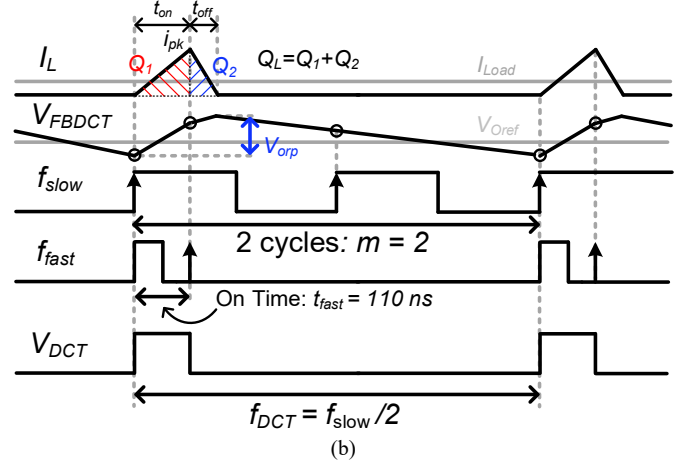 t_on t_off
I_L Q_1 i_pk Q_2 Q_L=Q_1+Q_2 I_Load
V_FBDCT V_orp V_Oref
f_slow
2 cycles: m = 2
f_fast
On Time: t_fast = 110 ns
V_DCT
f_DCT = f_slow /2
(b)